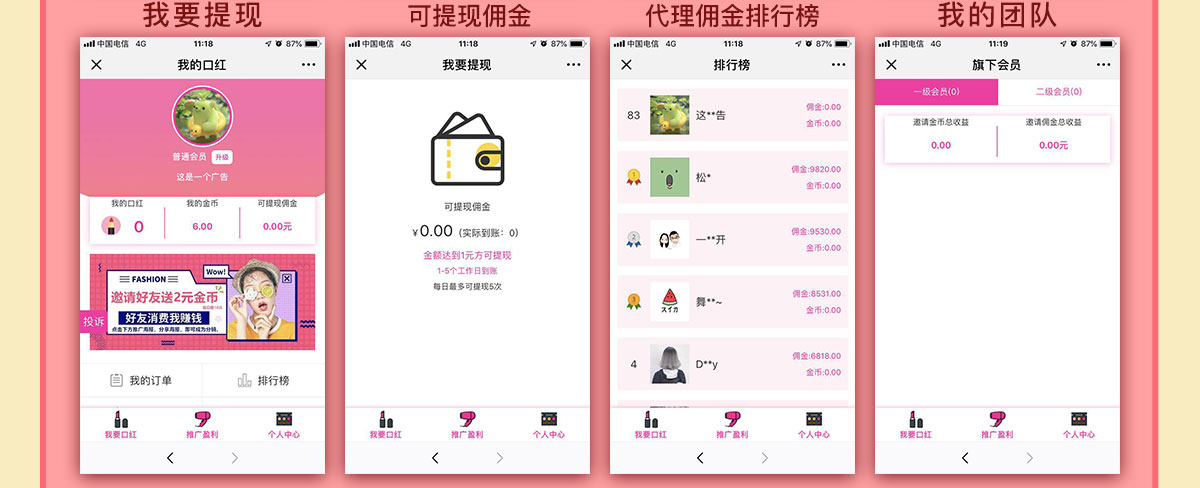 我要提现
可提现佣金
代理佣金排行榜
我的团队
中国电信 4G 11:18 87%
我的口红
普通会员 升级
这是一个广告
我的口红 我的金币 可提现佣金
0 6.00 0.00元
FASHION
Wow!
邀请好友送2元金币
好友消费我赚钱
点击下方推广海报，分享海报，即可成为分销。
投诉
我的订单 排行榜
我要口红 推广盈利 个人中心
中国电信 4G 11:18 87%
我要提现
可提现佣金
¥0.00（实际到账：0）
金额达到1元方可提现
1-5个工作日到账
每日最多可提现5次
我要口红 推广盈利 个人中心
中国电信 4G 11:18 87%
排行榜
83 这**告 佣金:0.00
金币:0.00
1 松* 佣金:9820.00
金币:0.00
2 一**开 佣金:9530.00
金币:0.00
3 スイカ 舞**~ 佣金:8531.00
金币:0.00
4 D**y 佣金:6818.00
金币:0.00
我要口红 推广盈利 个人中心
中国电信 4G 11:19 87%
旗下会员
一级会员(0) 二级会员(0)
邀请金币总收益 邀请佣金总收益
0.00 0.00元
我要口红 推广盈利 个人中心